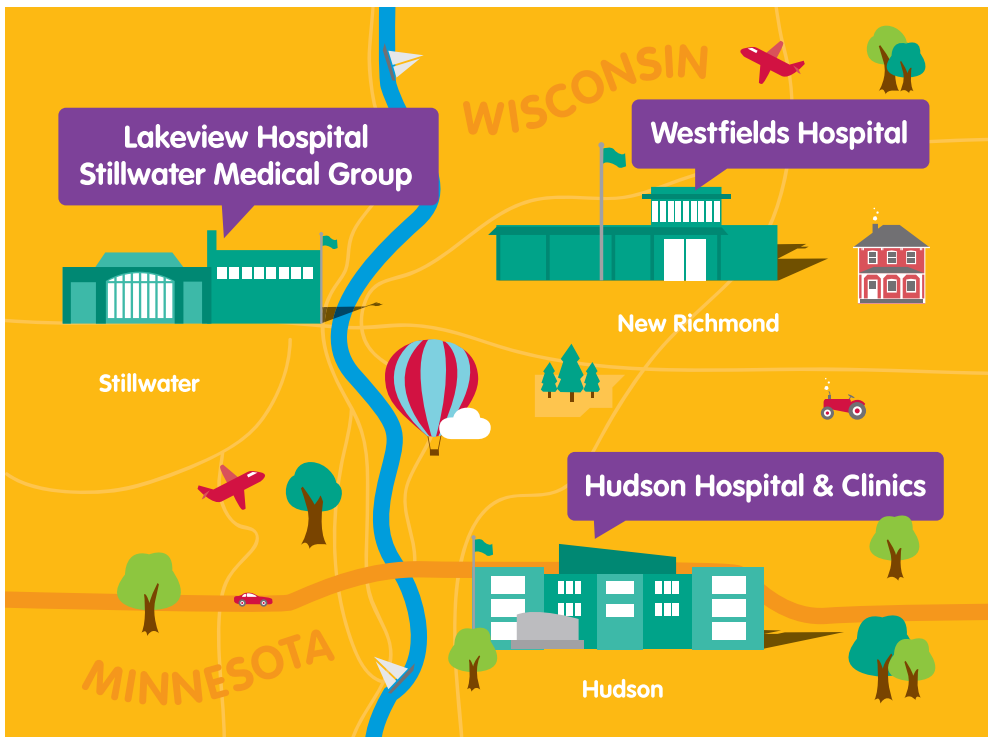 WISCONSIN
Lakeview Hospital
Stillwater Medical Group
Westfields Hospital
New Richmond
Stillwater
Hudson Hospital & Clinics
MINNESOTA
Hudson